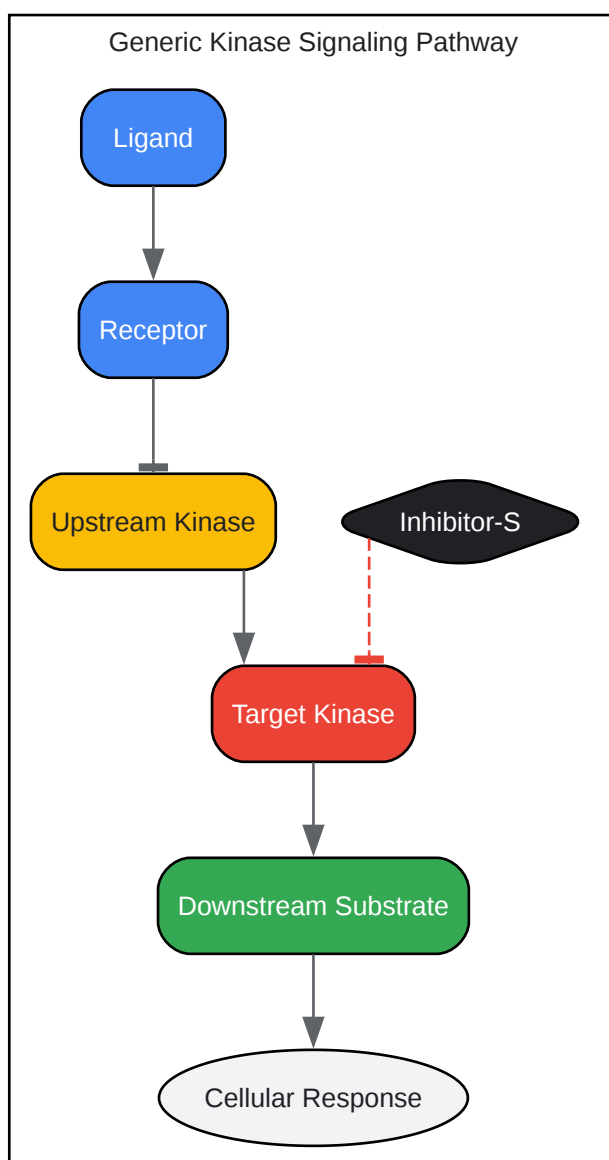 Generic Kinase Signaling Pathway
Ligand
Receptor
Upstream Kinase
Inhibitor-S
Target Kinase
Downstream Substrate
Cellular Response